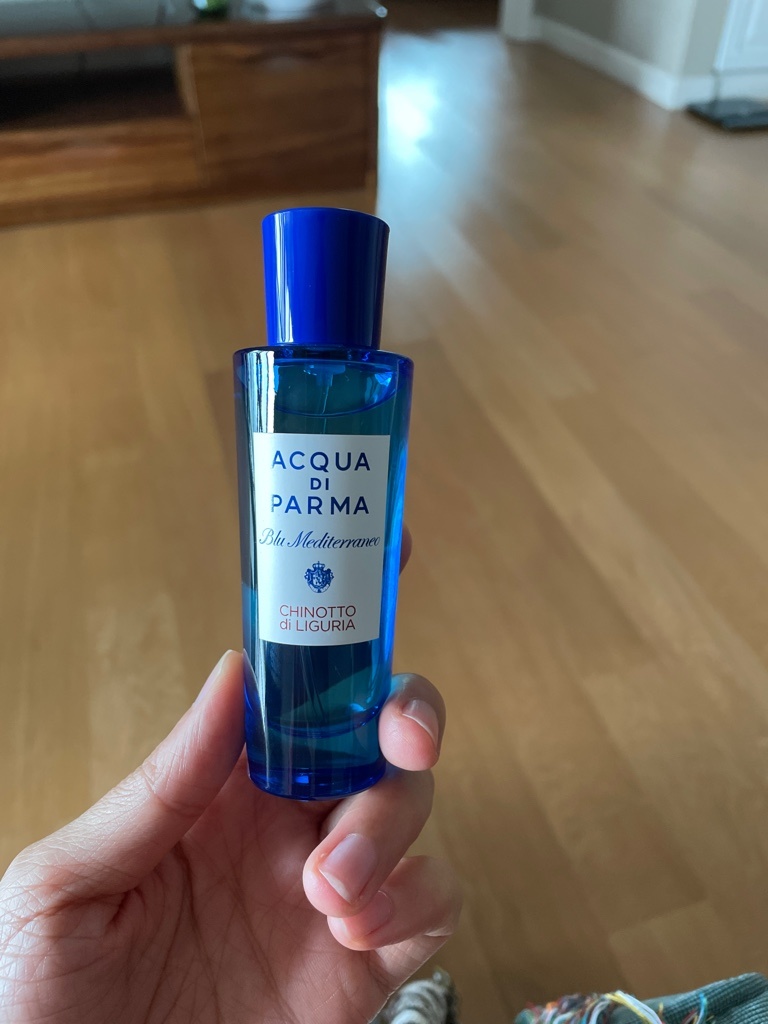 ACQUA
DI
PARMA
Blu Mediterraneo
CHINOTTO
di LIGURIA